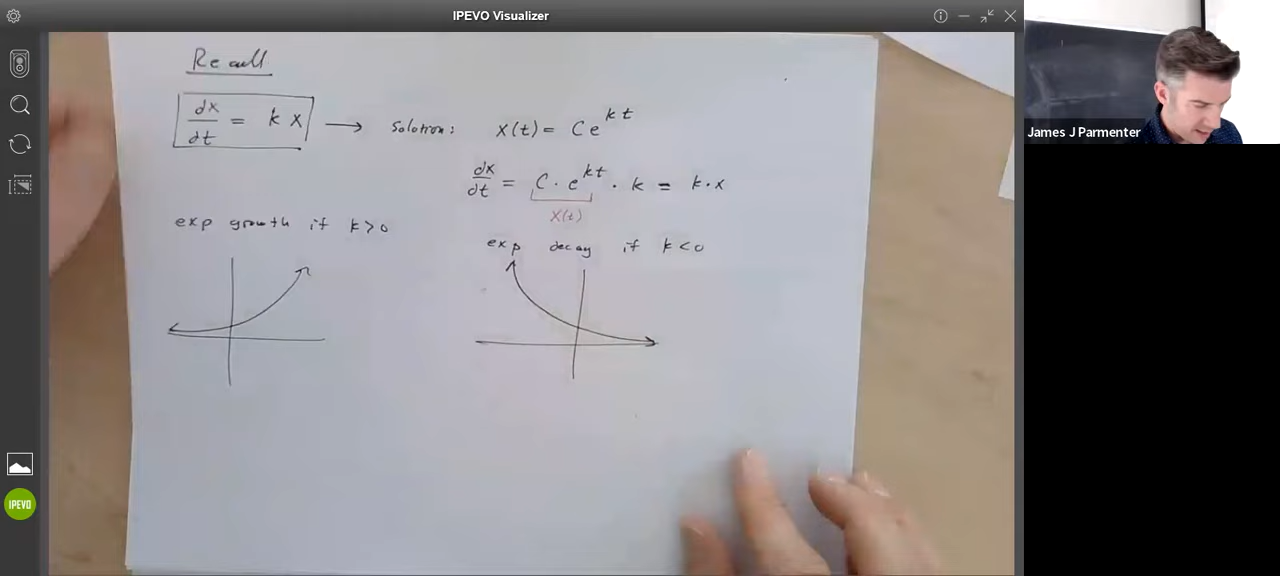 IPEVO Visualizer
Recall
dx/dt = k x → Solution: x(t) = Ce^{kt}
dx/dt = C · e^{kt} · k = k · x
x(t)
exp growth if k>0
exp decay if k<0
James J Parmenter
IPEVO